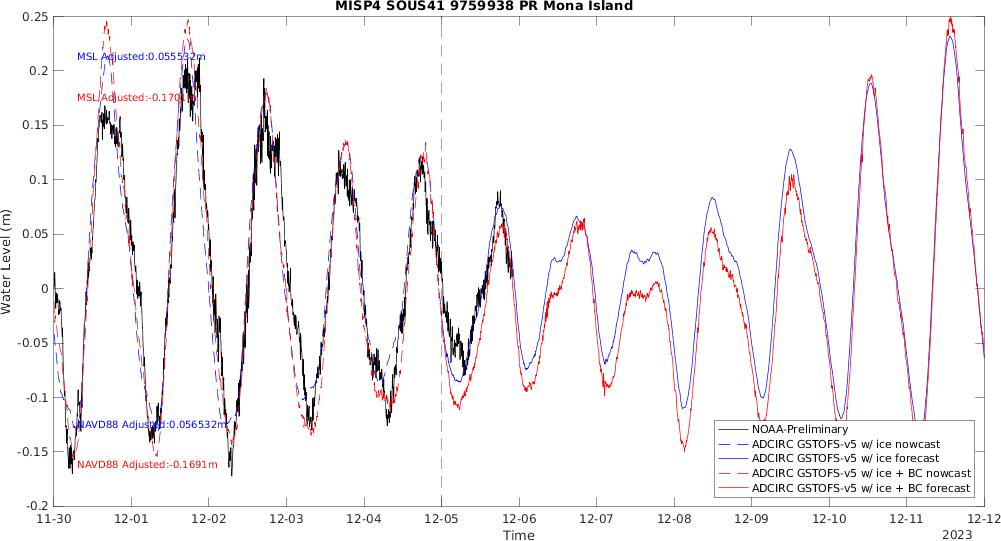 MISP4 SOUS41 9759938 PR Mona Island
0.25
0.2
0.15
0.1
0.05
0
-0.05
-0.1
-0.15
-0.2
Water Level (m)
MSL Adjusted:0.055532m
MSL Adjusted:-0.1701m
NAVD88 Adjusted:0.056532m
NAVD88 Adjusted:-0.1691m
NOAA-Preliminary
ADCIRC GSTOFS-v5 w/ ice nowcast
ADCIRC GSTOFS-v5 w/ ice forecast
ADCIRC GSTOFS-v5 w/ ice + BC nowcast
ADCIRC GSTOFS-v5 w/ ice + BC forecast
11-30 12-01 12-02 12-03 12-04 12-05 12-06 12-07 12-08 12-09 12-10 12-11 12-12
Time
2023